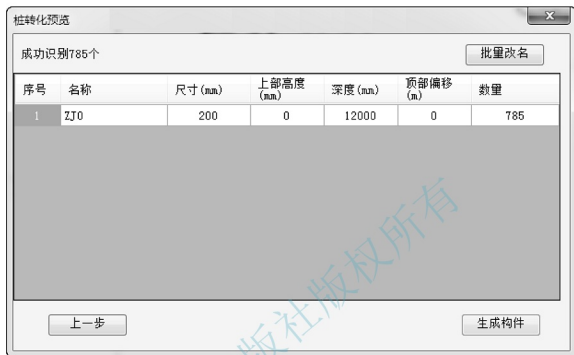 桩转化预览
成功识别785个
批量改名
序号 名称 尺寸(mm) 上部高度(mm) 深度(mm) 顶部偏移(m) 数量
1 ZJ0 200 0 12000 0 785
上一步
生成构件
版社版权所有